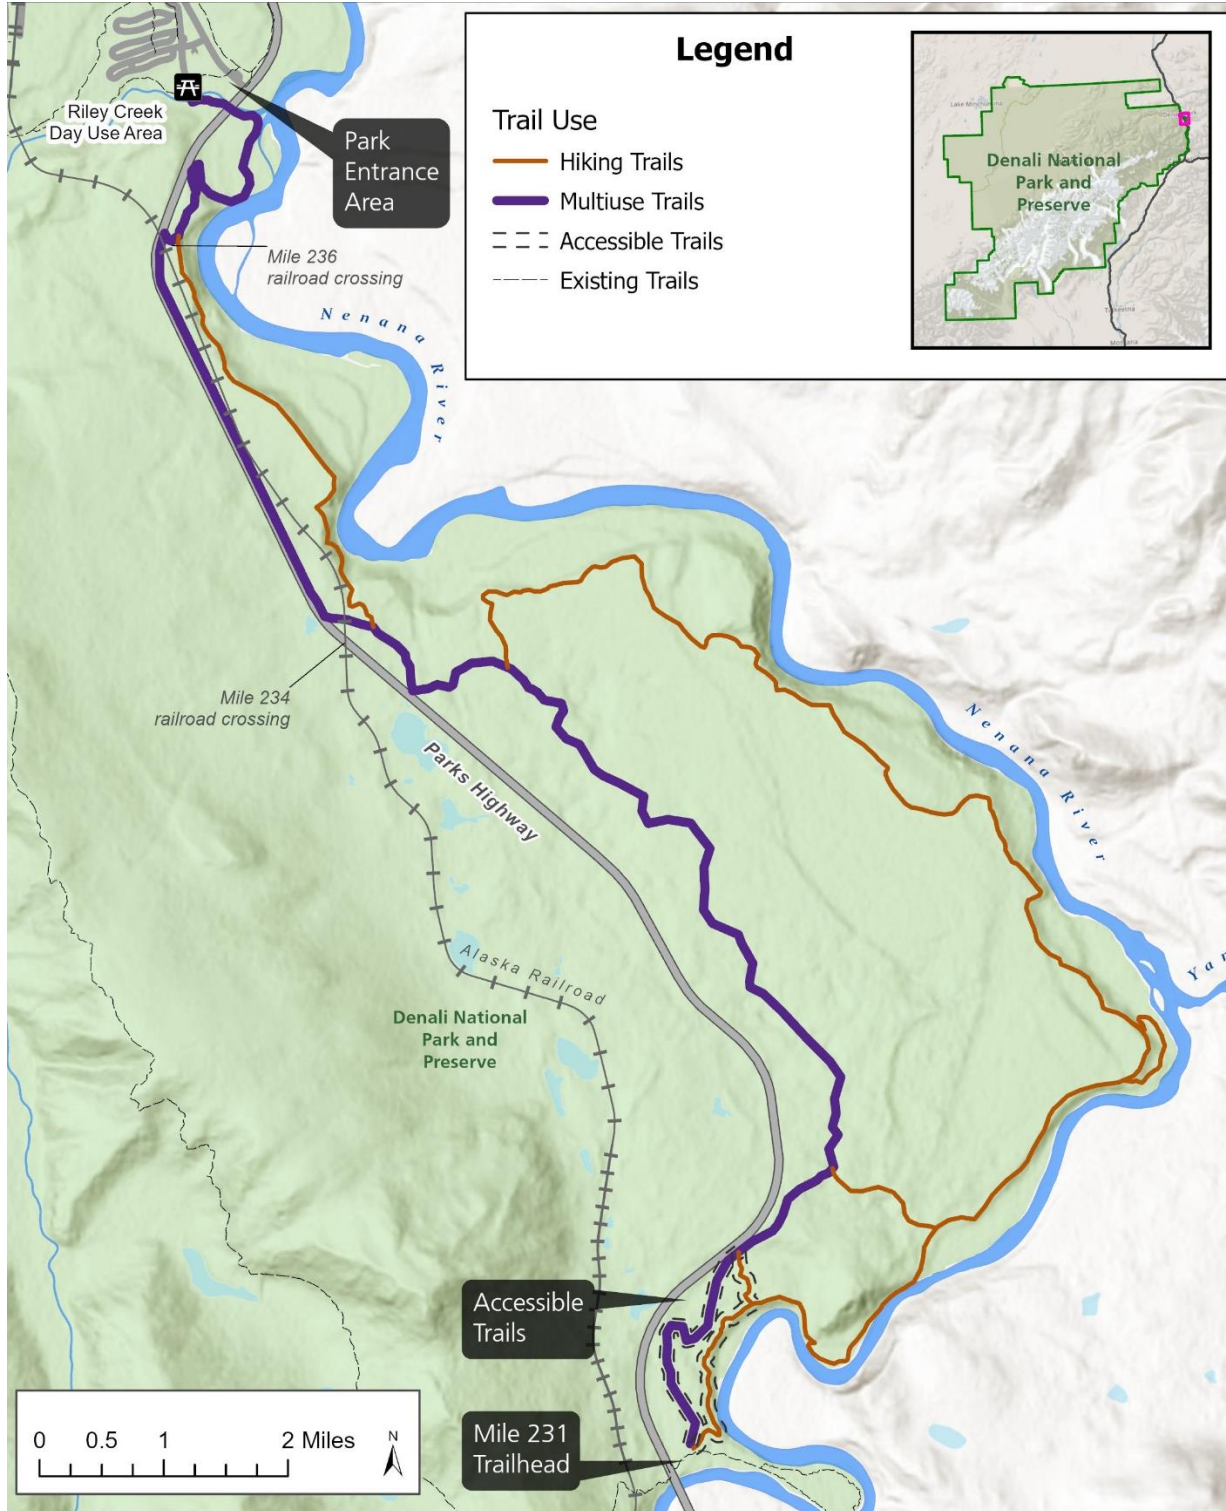 Legend
Trail Use
Hiking Trails
Multiuse Trails
Accessible Trails
Existing Trails
Denali National
Park and
Preserve
Riley Creek
Day Use Area
Park
Entrance
Area
Mile 236
railroad crossing
Nenana River
Mile 234
railroad crossing
Parks Highway
Nenana River
Alaska Railroad
Denali National
Park and
Preserve
Yan
Accessible
Trails
Mile 231
Trailhead
0 0.5 1 2 Miles
N